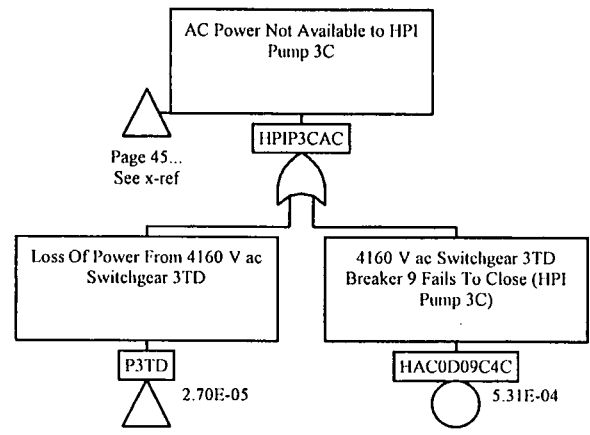 AC Power Not Available to HPI
Pump 3C
HPIP3CAC
Page 45...
See x-ref
Loss Of Power From 4160 V ac
Switchgear 3TD
4160 V ac Switchgear 3TD
Breaker 9 Fails To Close (HPI
Pump 3C)
P3TD
2.70E-05
HAC0D09C4C
5.31E-04